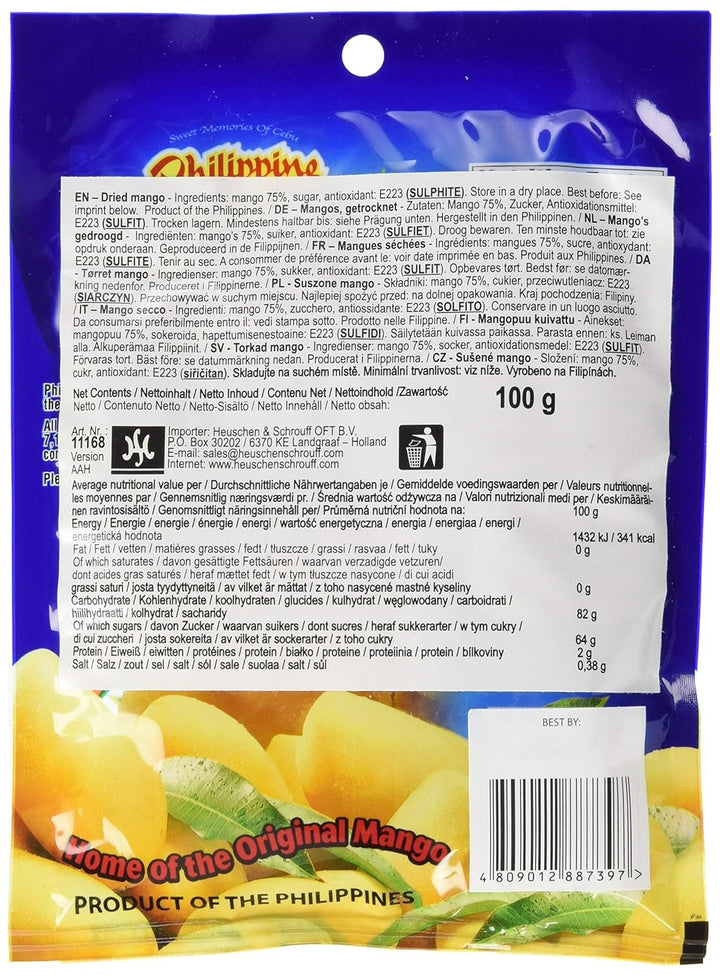 Sweet Memories Of Cebu
Philippine
EN – Dried mango - Ingredients: mango 75%, sugar, antioxidant: E223 (SULPHITE). Store in a dry place. Best before: See
imprint below. Product of the Philippines. / DE – Mangos, getrocknet - Zutaten: Mango 75%, Zucker, Antioxidationsmittel:
E223 (SULFIT). Trocken lagern. Mindestens haltbar bis: siehe Prägung unten. Hergestellt in den Philippinen. / NL – Mango's
gedroogd - Ingrediënten: mango's 75%, suiker, antioxidant: E223 (SULFIET). Droog bewaren. Ten minste houdbaar tot: zie
opdruk onderaan. Geproduceerd in de Filippijnen. / FR – Mangues séchées - Ingrédients: mangues 75%, sucre, antioxydant:
E223 (SULFITE). Tenir au sec. A consommer de préférence avant le: voir date imprimée en bas. Produit aux Philippines. / DA
- Tørret mango - Ingredienser: mango 75%, sukker, antioxidant: E223 (SULFIT). Opbevares tørt. Bedst før: se datomær-
kning nedenfor. Produceret i Filippinerne. / PL - Suszone mango - Składniki: mango 75%, cukier, przeciwutleniacz: E223
(SIARCZYN). Przechowywać w suchym miejscu. Najlepiej spożyć przed: na dolnej opakowania. Kraj pochodzenia: Filipiny.
/ IT – Mango secco - Ingredienti: mango 75%, zucchero, antiossidante: E223 (SOLFITO). Conservare in un luogo asciutto.
Da consumarsi preferibilmente entro il: vedi stampa sotto. Prodotto nelle Filippine. / FI - Mangopuu kuivattu - Ainekset:
mangopuu 75%, sokeroida, hapettumisenestoaine: E223 (SULFIDI). Säilytetään kuivassa paikassa. Parasta ennen: ks. Leiman
alla. Alkuperämaa Filippiinit. / SV - Torkad mango - Ingredienser: mango 75%, socker, antioxidationsmedel: E223 (SULFIT).
Förvaras tort. Bäst före: se datummärkning nedan. Producerat i Filippinerna. / CZ - Sušené mango - Složení: mango 75%,
cukr, antioxidant: E223 (siřičitan). Skladujte na suchém místě. Minimální trvanlivost: viz níže. Vyrobeno na Filipínách.
Net Contents / Nettoinhalt / Netto Inhoud / Contenu Net / Nettoindhold /Zawartość
Netto / Contenuto Netto / Netto-Sisältö / Netto Innehåll / Netto obsah:
100 g
Art. Nr. :
11168
Version
AAH
Importer: Heuschen & Schrouff OFT B.V.
P.O. Box 30202 / 6370 KE Landgraaf – Holland
E-mail: sales@heuschenschrouff.com
Internet: www.heuschenschrouff.com
Average nutritional value per / Durchschnittliche Nährwertangaben je / Gemiddelde voedingswaarden per / Valeurs nutritionnel-
les moyennes par / Gennemsnitlig næringsværdi pr. / Średnia wartość odżywcza na / Valori nutrizionali medi per / Keskimääräi-
nen ravintosisältö / Genomsnittligt näringsinnehåll per/ Průměrná nutriční hodnota na:
100 g
Energy / Energie / energie / énergie / energi / wartość energetyczna / energia / energiaa / energi /
energetická hodnota
1432 kJ / 341 kcal
Fat / Fett / vetten / matières grasses / fedt / tłuszcze / grassi / rasvaa / fett / tuky
0 g
Of which saturates / davon gesättigte Fettsäuren / waarvan verzadigde vetzuren/
dont acides gras saturés / heraf mættet fedt / w tym tłuszcze nasycone / di cui acidi
grassi saturi / josta tyydyttyneitä / av vilket är mättat / z toho nasycené mastné kyseliny
0 g
Carbohydrate / Kohlenhydrate / koolhydraten / glucides / kulhydrat / węglowodany / carboidrati /
hiilihydraatti / kolhydrat / sacharidy
82 g
Of which sugars / davon Zucker / waarvan suikers / dont sucres / heraf sukkerarter / w tym cukry /
di cui zuccheri / josta sokereita / av vilket är sockerarter / z toho cukry
64 g
Protein / Eiweiß / eiwitten / protéines / protein / białko / proteine / proteiinia / protein / bílkoviny
2 g
Salt / Salz / zout / sel / salt / sól / sale / suolaa / salt / sůl
0,38 g
BEST BY:
4 809012 887397 >
Home of the Original Mango
PRODUCT OF THE PHILIPPINES